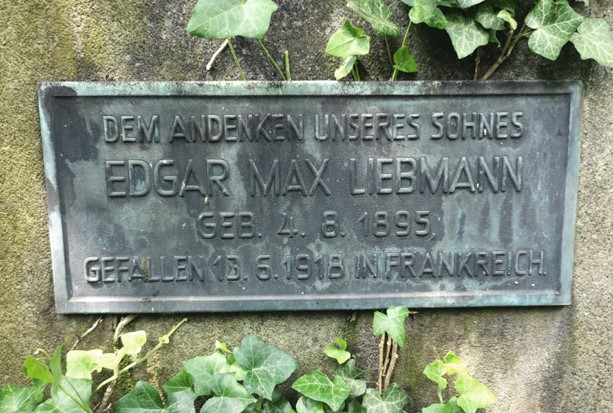 DEM ANDENKEN UNSERES SOHNES
EDGAR MAX LIEBMANN
GEB. 4. 8. 1895.
GEFALLEN 13.6.1918 IN FRANKREICH.